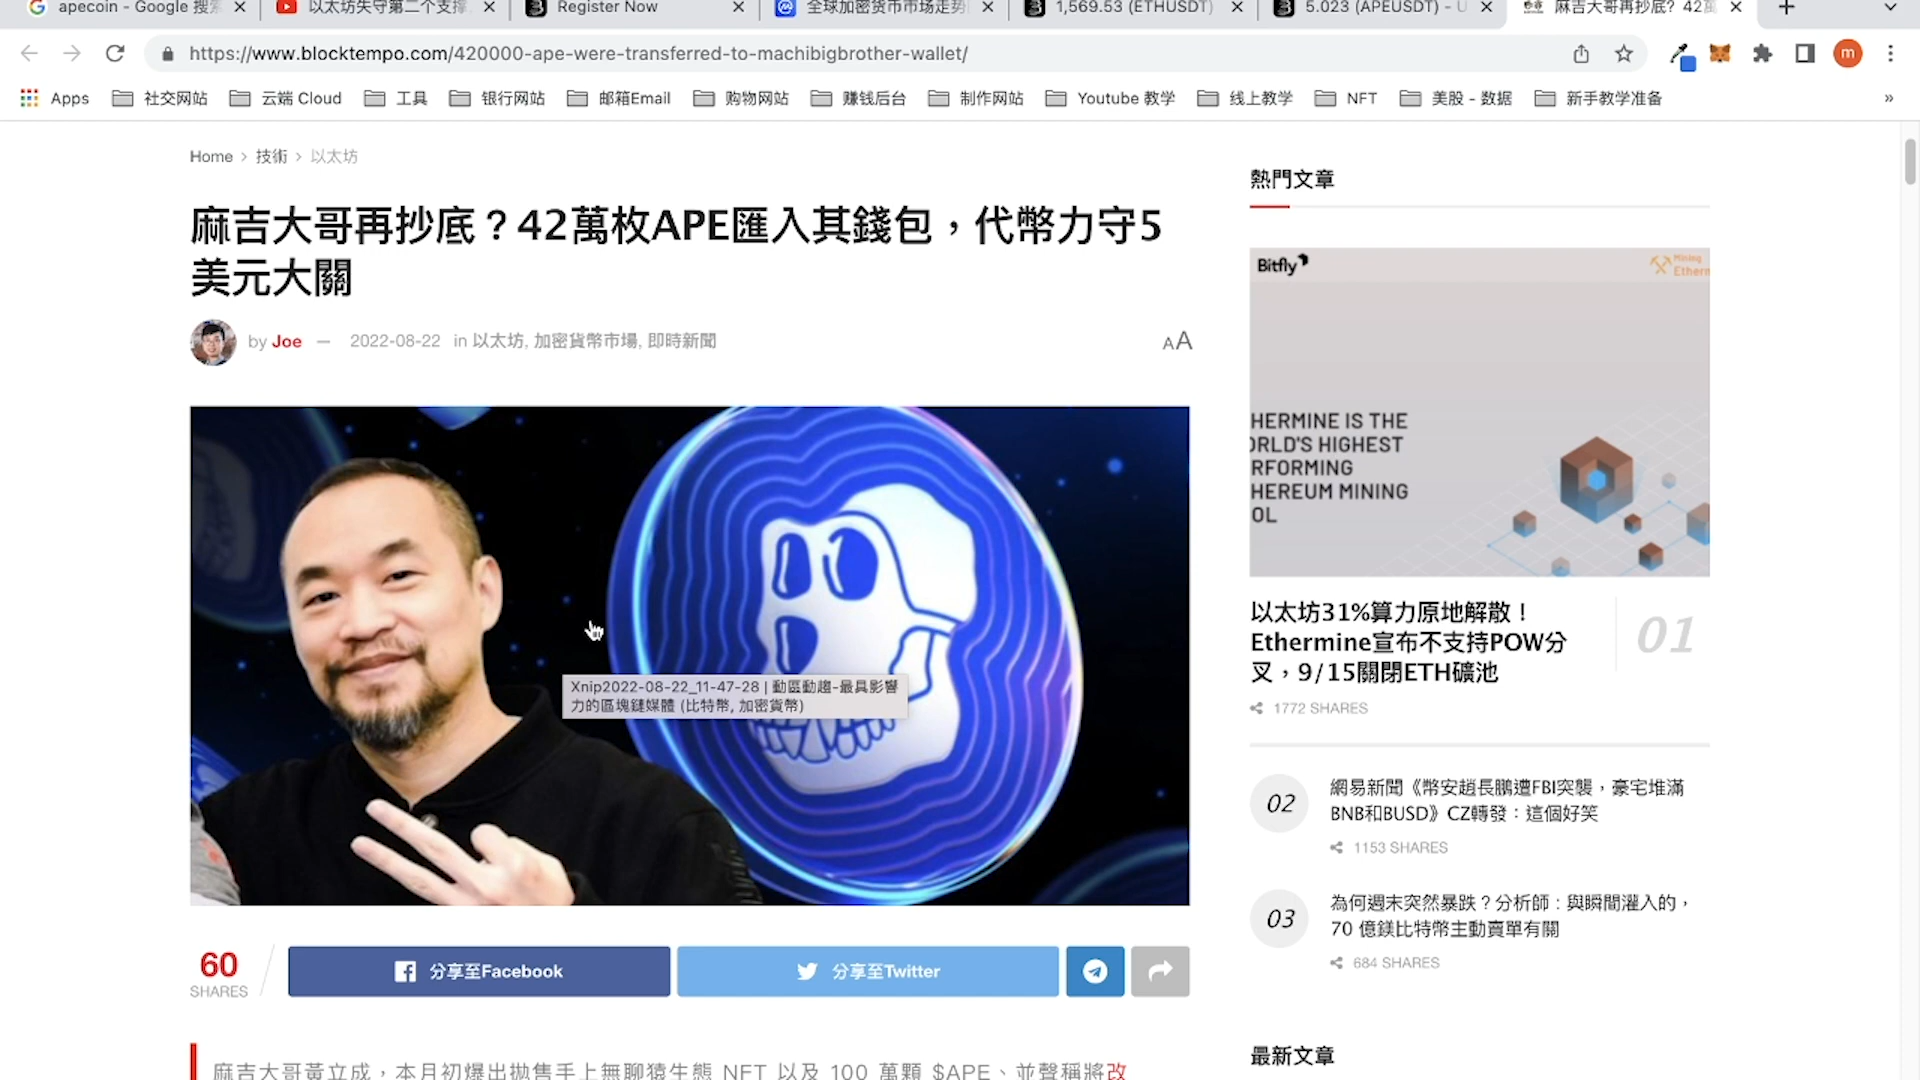 apecoin - Google 搜索
以太坊失守第二个支撑
Register Now
全球加密货币市场走势
1,569.53 (ETHUSDT)
5.023 (APEUSDT) - U
麻吉大哥再抄底？42萬
https://www.blocktempo.com/420000-ape-were-transferred-to-machibigbrother-wallet/
m
Apps
社交网站
云端 Cloud
工具
银行网站
邮箱Email
购物网站
赚钱后台
制作网站
Youtube 教学
线上教学
NFT
美股 - 数据
新手教学准备
»
Home > 技術 > 以太坊
麻吉大哥再抄底？42萬枚APE匯入其錢包，代幣力守5
美元大關
by Joe — 2022-08-22 in 以太坊, 加密貨幣市場, 即時新聞
AA
Xnip2022-08-22_11-47-28 | 動區動趨-最具影響
力的區塊鏈媒體 (比特幣, 加密貨幣)
60
SHARES
分享至Facebook
分享至Twitter
麻吉大哥黃立成，本月初爆出拋售手上無聊猿生態 NFT 以及 100 萬顆 $APE、並聲稱將改
熱門文章
Bitfly
Mining
Ethern
HERMINE IS THE
ORLD'S HIGHEST
RFORMING
HEREUM MINING
OL
以太坊31%算力原地解散！
Ethermine宣布不支持POW分
叉，9/15關閉ETH礦池
01
1772 SHARES
02
網易新聞《幣安趙長鵬遭FBI突襲，豪宅堆滿
BNB和BUSD》CZ轉發：這個好笑
1153 SHARES
03
為何週末突然暴跌？分析師：與瞬間灌入的，
70 億鎂比特幣主動賣單有關
684 SHARES
最新文章